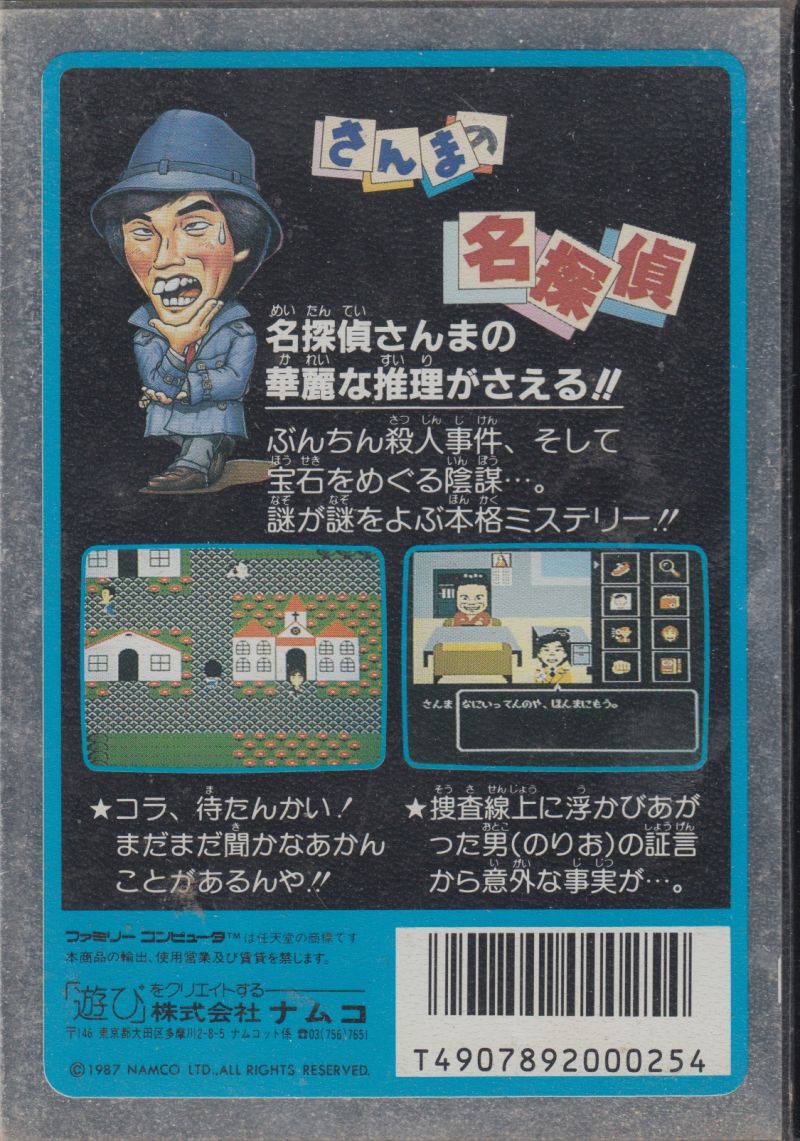 さんまの
名探偵
めいたんてい
名探偵さんまの
かれい すいり
華麗な推理がさえる!!
さつじんじけん
ぶんちん殺人事件、そして
ほうせき いんぼう
宝石をめぐる陰謀…。
なぞ なぞ ほんかく
謎が謎をよぶ本格ミステリー!!
さんま なにいってんのや、ほんまにもう。
ま
★コラ、待たんかい!
き
まだまだ聞かなあかん
ことがあるんや!!
そうさせんじょう う
★捜査線上に浮かびあが
おとこ しょうげん
った男(のりお)の証言
いがい じじつ
から意外な事実が…。
ファミリーコンピュータ™は任天堂の商標です
本商品の輸出、使用営業及び賃貸を禁じます。
「遊び」をクリエイトする
株式会社ナムコ
〒146 東京都大田区多摩川2-8-5 ナムコット係 ☎03(756)7651
©1987 NAMCO LTD.,ALL RIGHTS RESERVED.
T4907892000254